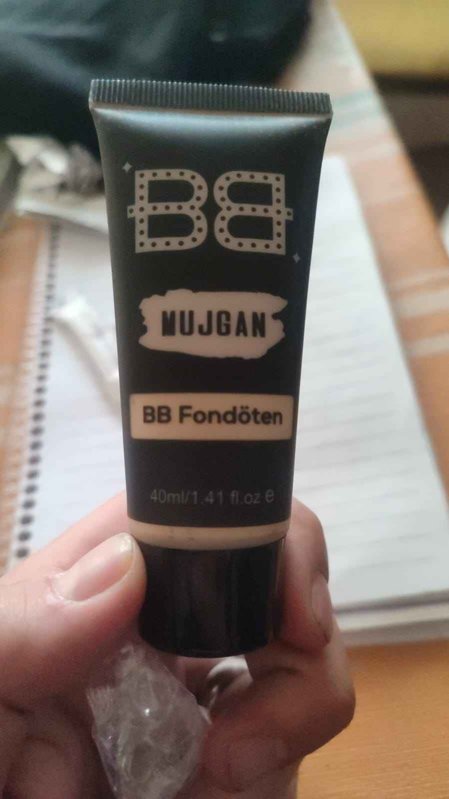 BB
MUJGAN
BB Fondöten
40ml/1.41 fl.oz e